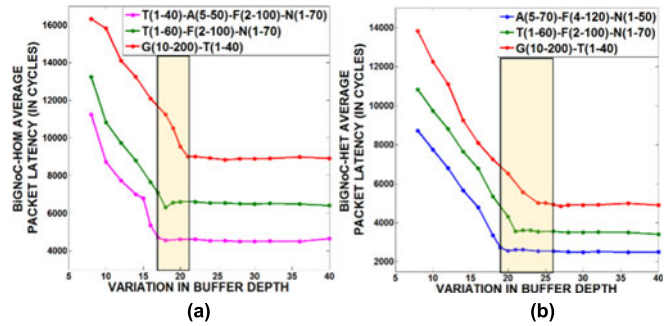 BiGNoC-HOM AVERAGE
PACKET LATENCY (IN CYCLES)
T(1-40)-A(5-50)-F(2-100)-N(1-70)
T(1-60)-F(2-100)-N(1-70)
G(10-200)-T(1-40)
16000
14000
12000
10000
8000
6000
4000
5
10
15
20
25
30
35
40
VARIATION IN BUFFER DEPTH
(a)
BiGNoC-HET AVERAGE
PACKET LATENCY (IN CYCLES)
A(5-70)-F(4-120)-N(1-50)
T(1-60)-F(2-100)-N(1-70)
G(10-200)-T(1-40)
14000
12000
10000
8000
6000
4000
2000
5
10
15
20
25
30
35
40
VARIATION IN BUFFER DEPTH
(b)